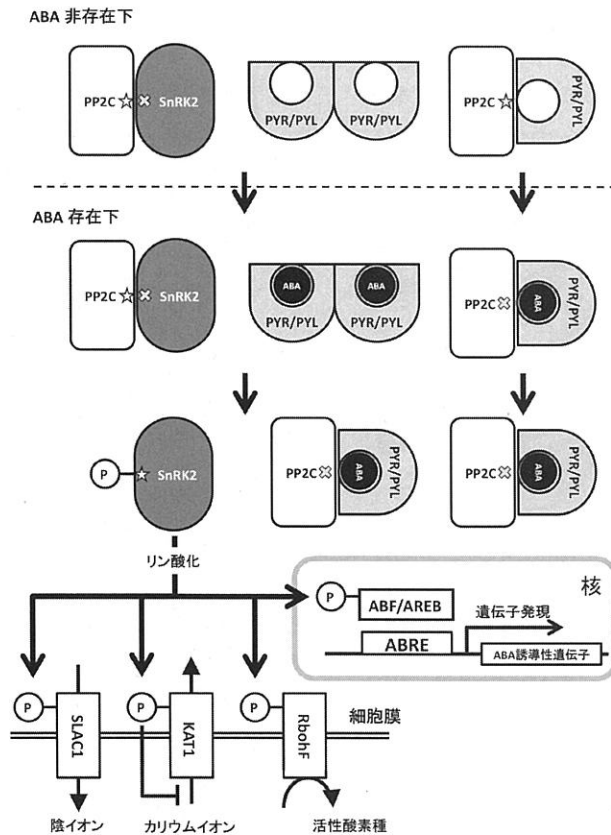 ABA 非存在下
PP2C SnRK2
PYR/PYL PYR/PYL
PP2C PYR/PYL
ABA 存在下
PP2C SnRK2
ABA ABA
PYR/PYL PYR/PYL
PP2C ABA PYR/PYL
P SnRK2
PP2C ABA PYR/PYL
PP2C ABA PYR/PYL
リン酸化
核
P ABF/AREB
遺伝子発現
ABRE
ABA誘導性遺伝子
P SLAC1
P KAT1
P RbohF
細胞膜
陰イオン
カリウムイオン
活性酸素種